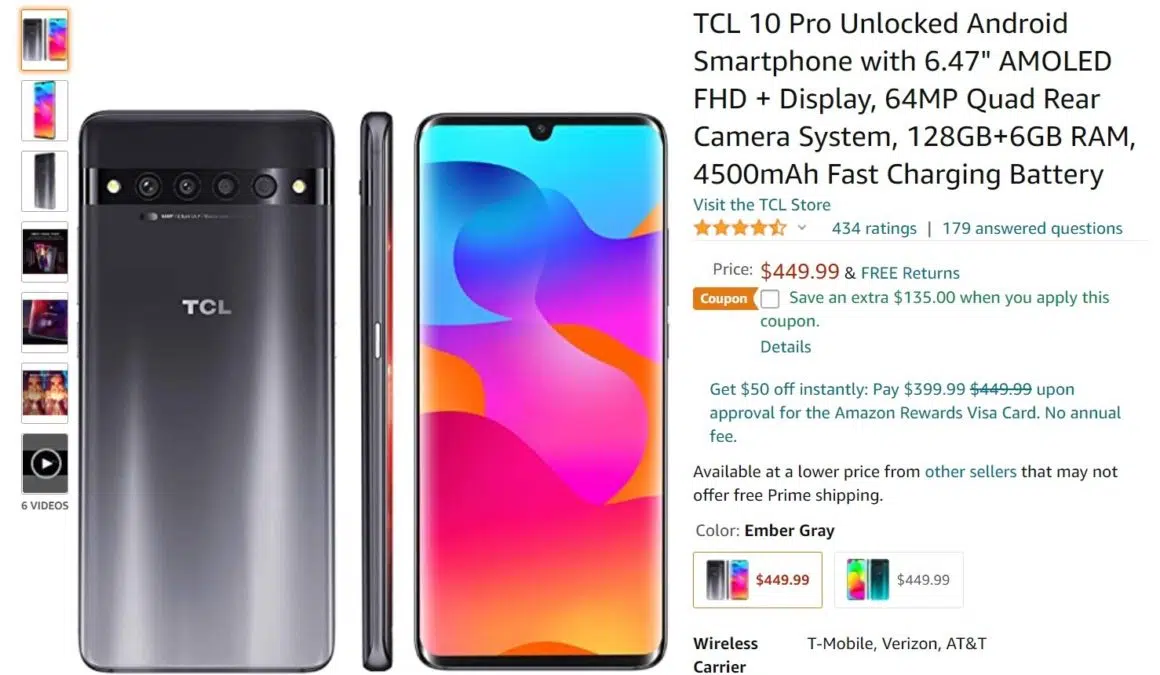 TCL 10 Pro Unlocked Android
Smartphone with 6.47" AMOLED
FHD + Display, 64MP Quad Rear
Camera System, 128GB+6GB RAM,
4500mAh Fast Charging Battery
Visit the TCL Store
434 ratings | 179 answered questions
Price: $449.99 & FREE Returns
Coupon Save an extra $135.00 when you apply this
coupon.
Details
Get $50 off instantly: Pay $399.99 $449.99 upon
approval for the Amazon Rewards Visa Card. No annual
fee.
Available at a lower price from other sellers that may not
offer free Prime shipping.
Color: Ember Gray
$449.99 $449.99
Wireless T-Mobile, Verizon, AT&T
Carrier
TCL
6 VIDEOS